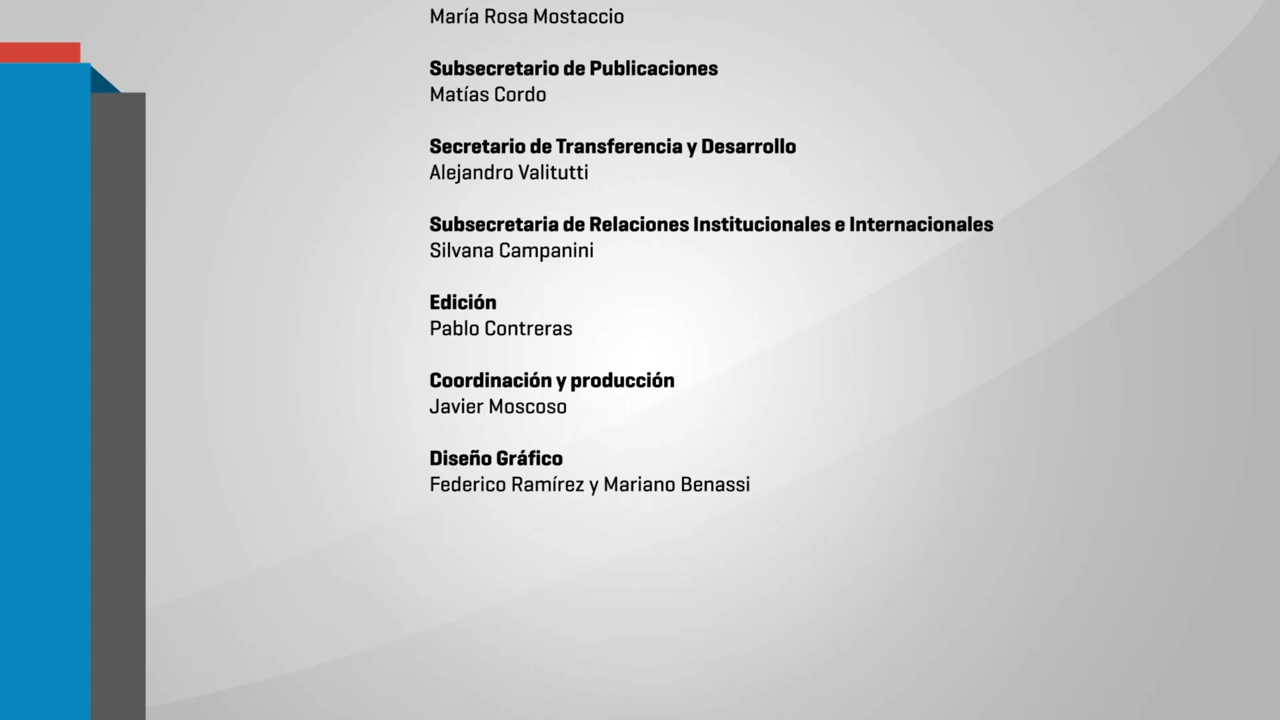 María Rosa Mostaccio
Subsecretario de Publicaciones
Matías Cordo
Secretario de Transferencia y Desarrollo
Alejandro Valitutti
Subsecretaria de Relaciones Institucionales e Internacionales
Silvana Campanini
Edición
Pablo Contreras
Coordinación y producción
Javier Moscoso
Diseño Gráfico
Federico Ramírez y Mariano Benassi